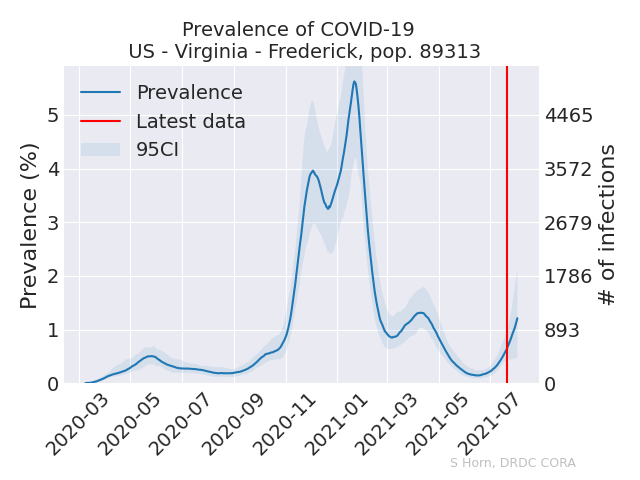 Prevalence of COVID-19
US - Virginia - Frederick, pop. 89313
Prevalence
Latest data
95CI
Prevalence (%)
5
4
3
2
1
0
4465
3572
2679
1786
893
0
# of infections
2020-03
2020-05
2020-07
2020-09
2020-11
2021-01
2021-03
2021-05
2021-07
S Horn, DRDC CORA